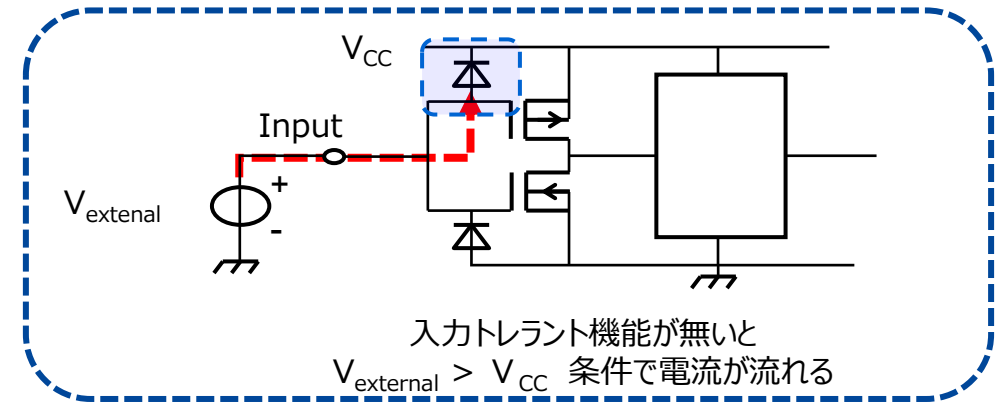 VCC
Input
+
Vextenal
-
入力トレラント機能が無いと
Vexternal > VCC 条件で電流が流れる